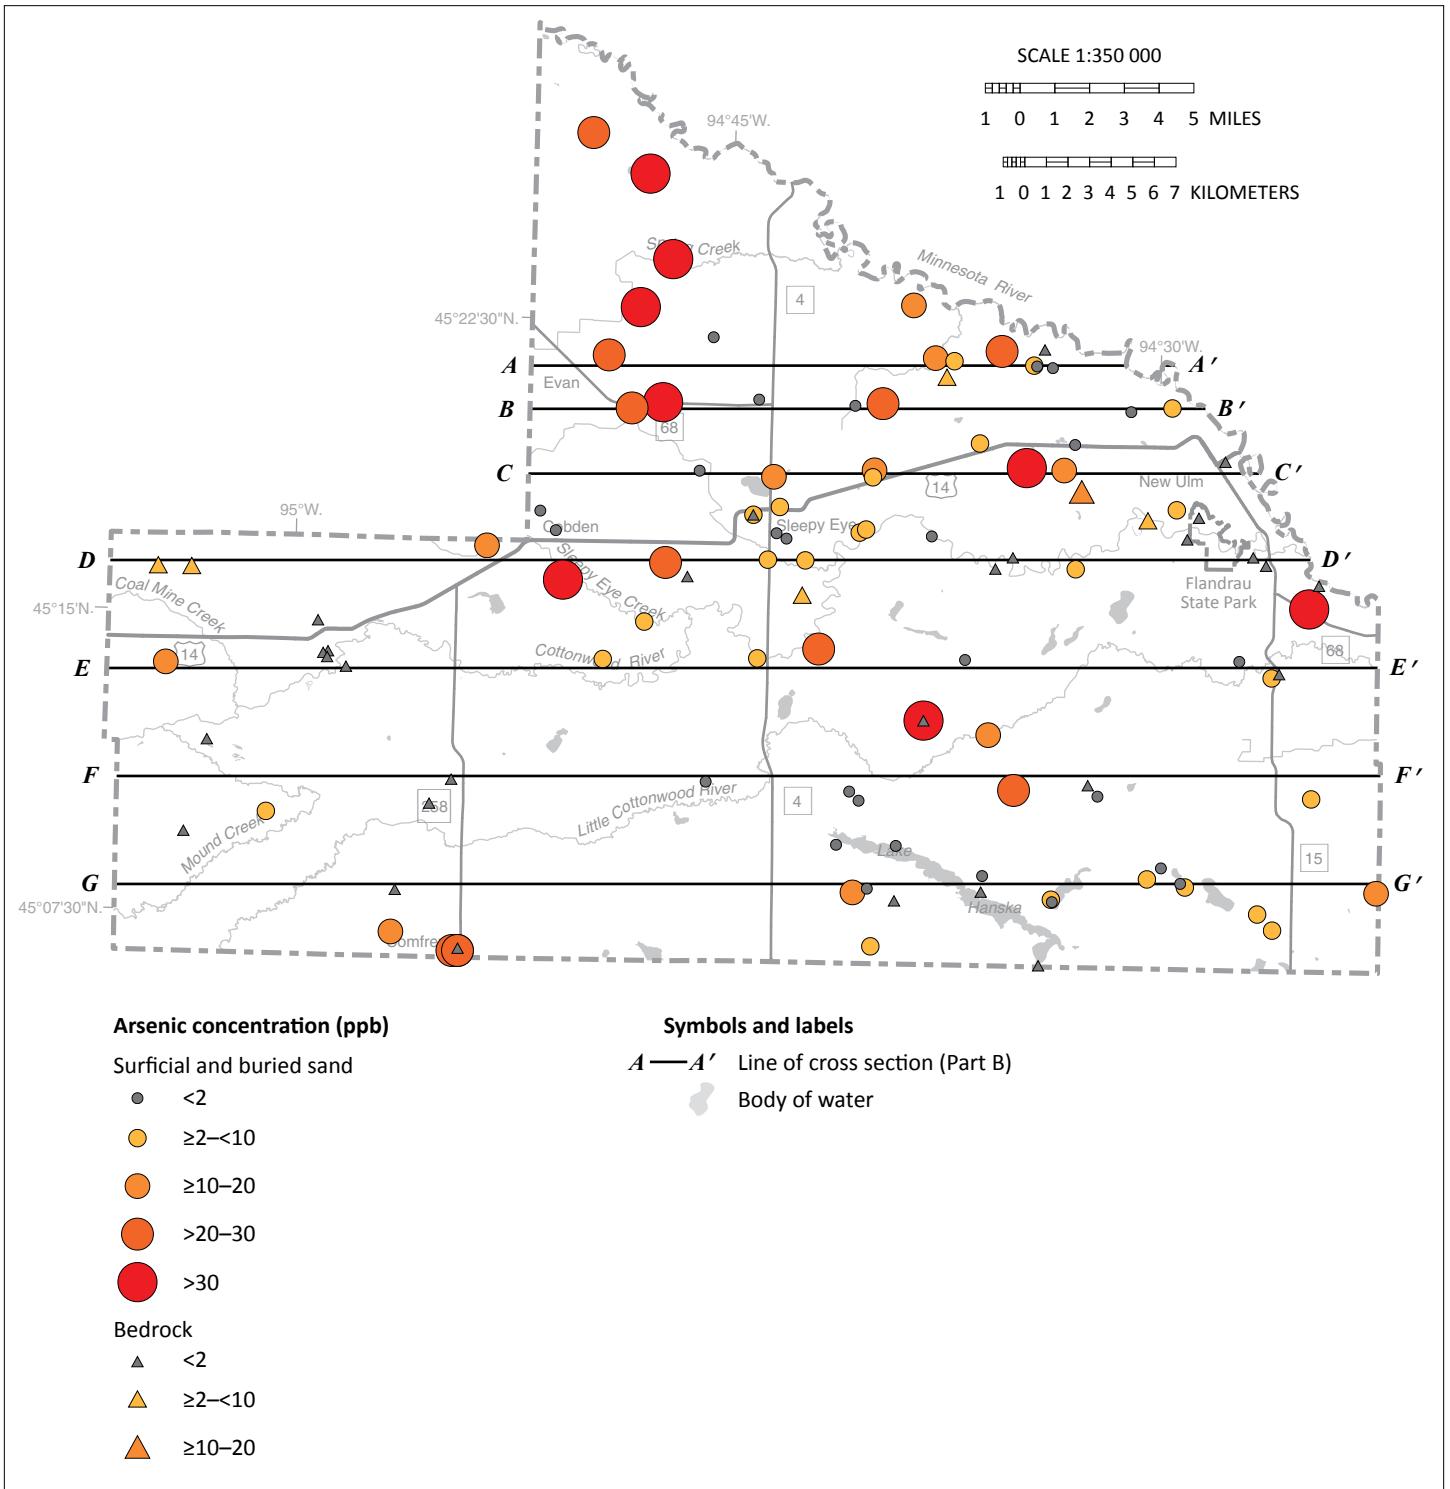 SCALE 1:350 000
1 0 1 2 3 4 5 MILES
1 0 1 2 3 4 5 6 7 KILOMETERS
94°45'W.
Spring Creek
Minnesota River
4
45°22'30"N.
94°30'W.
A A′
Evan
B B′
68
C C′
14
New Ulm
95°W.
Cobden
Sleepy Eye
D D′
Coal Mine Creek
Sleepy Eye Creek
Flandrau
State Park
45°15'N.
14
Cottonwood River
68
E E′
F F′
258
Little Cottonwood River
4
Mound Creek
Lake
15
G G′
45°07'30"N.
Hanska
Comfrey
Arsenic concentration (ppb)
Surficial and buried sand
<2
≥2–<10
≥10–20
>20–30
>30
Bedrock
<2
≥2–<10
≥10–20
Symbols and labels
A A′ Line of cross section (Part B)
Body of water